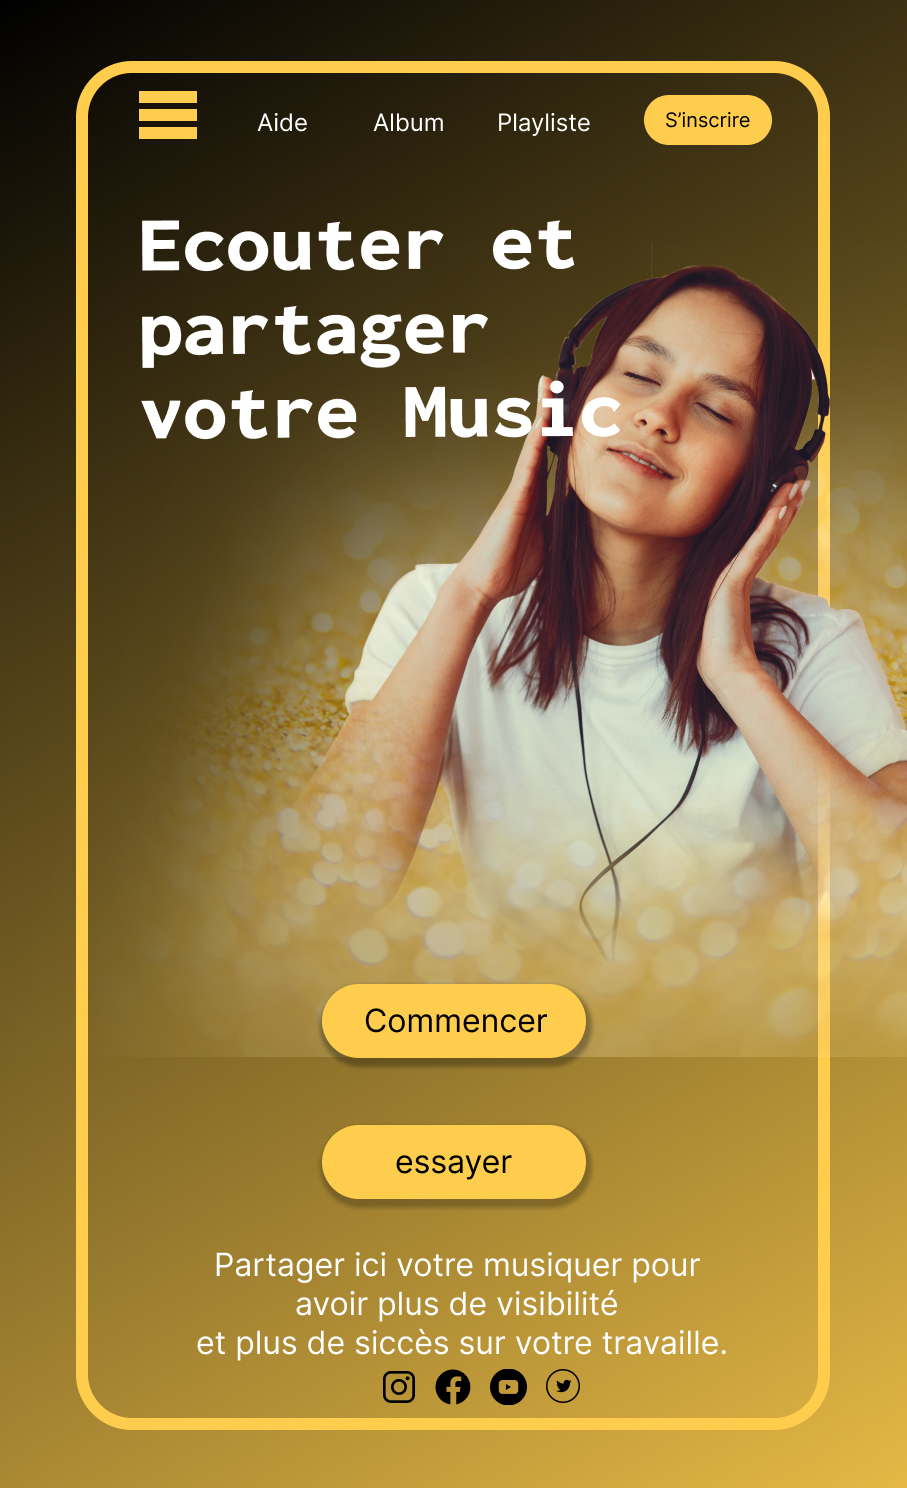 Aide Album Playliste S'inscrire
Ecouter et
partager
votre Music
Commencer
essayer
Partager ici votre musiquer pour
avoir plus de visibilité
et plus de siccès sur votre travaille.